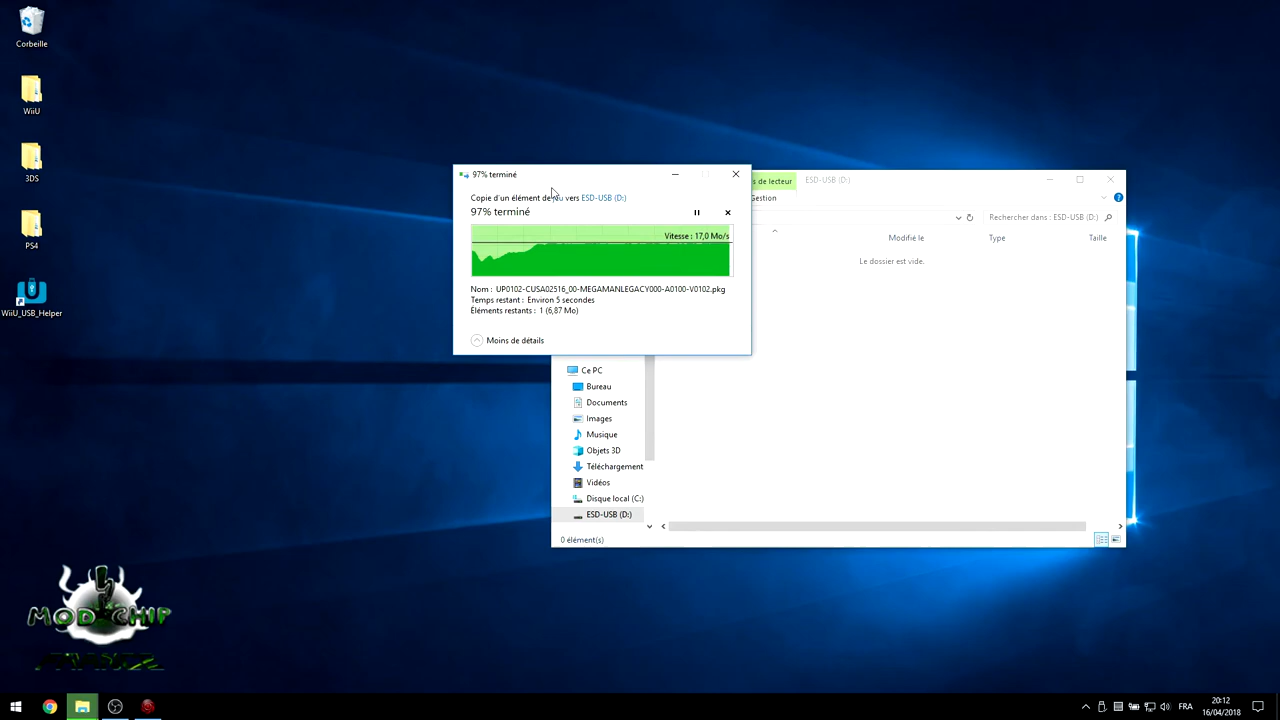 Corbeille
WiiU
3DS
PS4
WiiU_USB_Helper
97% terminé
Copie d'un élément de jeu vers ESD-USB (D:)
97% terminé
Vitesse : 17,0 Mo/s
Nom : UP0102-CUSA02516_00-MEGAMANLEGACY000-A0100-V0102.pkg
Temps restant : Environ 5 secondes
Éléments restants : 1 (6,87 Mo)
Moins de détails
s de lecteur
ESD-USB (D:)
Gestion
Rechercher dans : ESD-USB (D:)
Modifié le
Type
Taille
Le dossier est vide.
Ce PC
Bureau
Documents
Images
Musique
Objets 3D
Téléchargement
Vidéos
Disque local (C:)
ESD-USB (D:)
0 élément(s)
MOD CHIP
FRA
20:12
16/04/2018